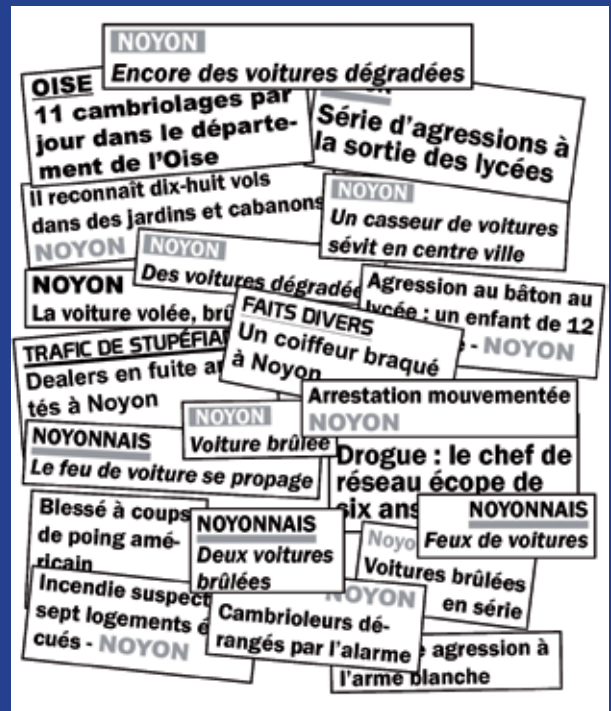 NOYON
Encore des voitures dégradées
OISE
11 cambriolages par
jour dans le départe-
ment de l'Oise
Série d'agressions à
la sortie des lycées
Il reconnaît dix-huit vols
dans des jardins et cabanons
NOYON
NOYON
Un casseur de voitures
sévit en centre ville
NOYON
Des voitures dégradée
NOYON
La voiture volée,
Agression au bâton au
lycée : un enfant de 12
- NOYON
FAITS DIVERS
Un coiffeur braqué
à Noyon
TRAFIC DE
Dealers en fuite
tés à Noyon
Arrestation mouvementée
NOYON
NOYON
Voiture brûlée
NOYONNAIS
Le feu de voiture se propage
Drogue : le chef de
réseau écope de
six ans
NOYONNAIS
Feux de voitures
Blessé à coups
de poing amé-
ricain
NOYONNAIS
Deux voitures
brûlées
Noyo
Voitures brûlées
en série
Incendie suspect
sept logements
cués - NOYON
NOYON
Cambrioleurs dé-
rangés par l'alarme
agression à
l'arme blanche